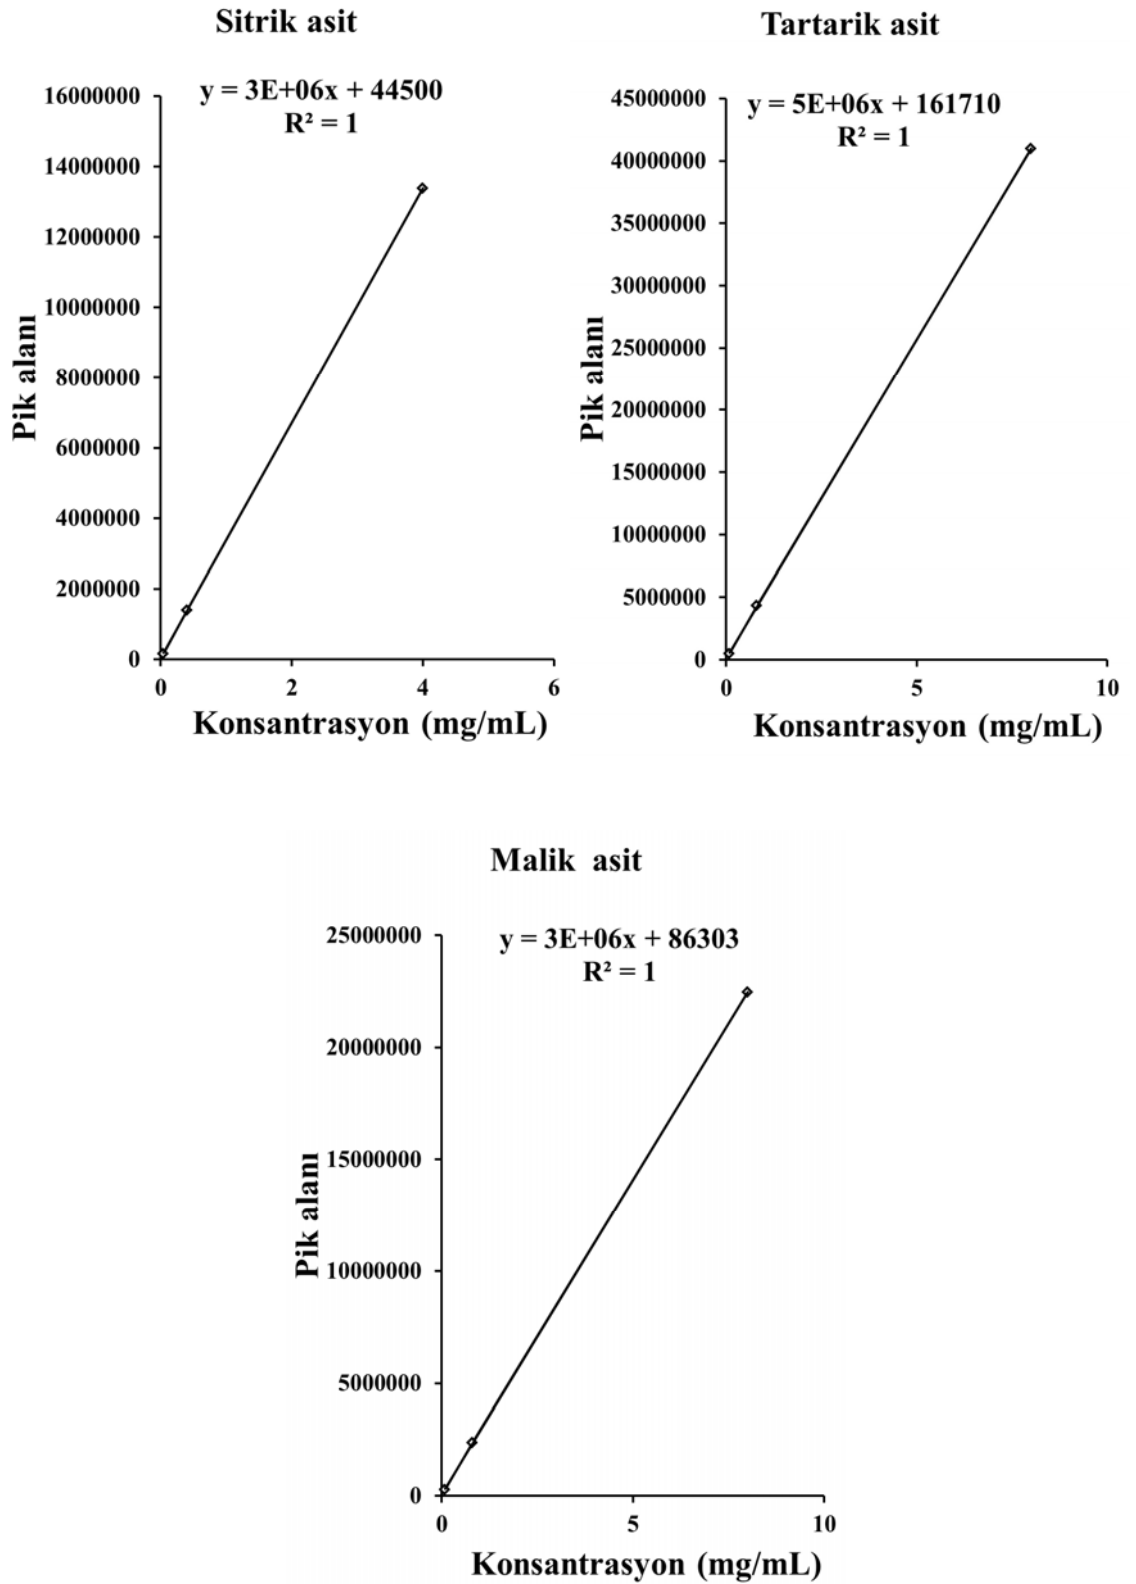 Sitrik asit
y = 3E+06x + 44500
R² = 1
16000000
14000000
12000000
10000000
8000000
6000000
4000000
2000000
0
Pik alanı
0 2 4 6
Konsantrasyon (mg/mL)
Tartarik asit
y = 5E+06x + 161710
R² = 1
45000000
40000000
35000000
30000000
25000000
20000000
15000000
10000000
5000000
0
Pik alanı
0 5 10
Konsantrasyon (mg/mL)
Malik asit
y = 3E+06x + 86303
R² = 1
25000000
20000000
15000000
10000000
5000000
0
Pik alanı
0 5 10
Konsantrasyon (mg/mL)